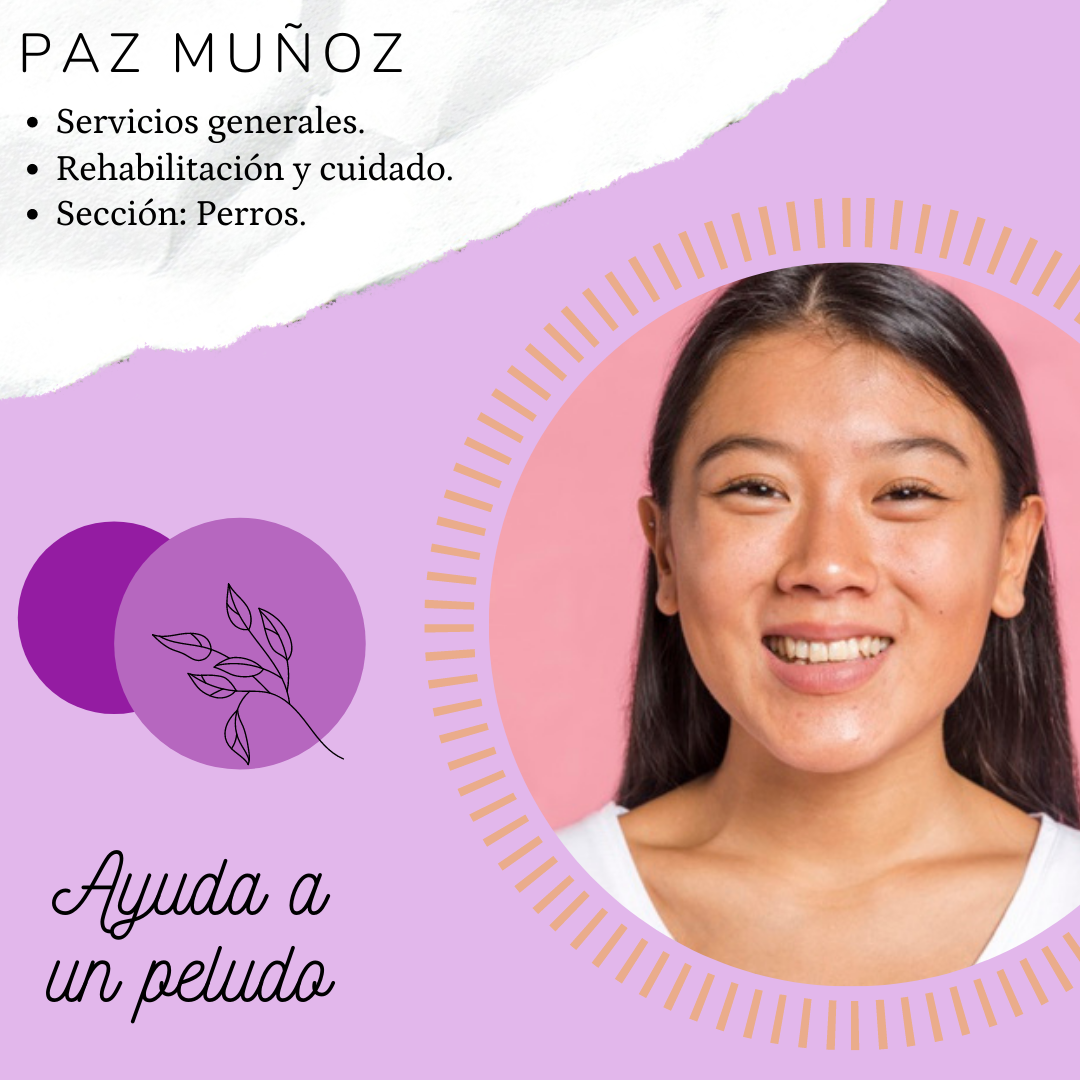 PAZ MUÑOZ
• Servicios generales.
• Rehabilitación y cuidado.
• Sección: Perros.
Ayuda a
un peludo